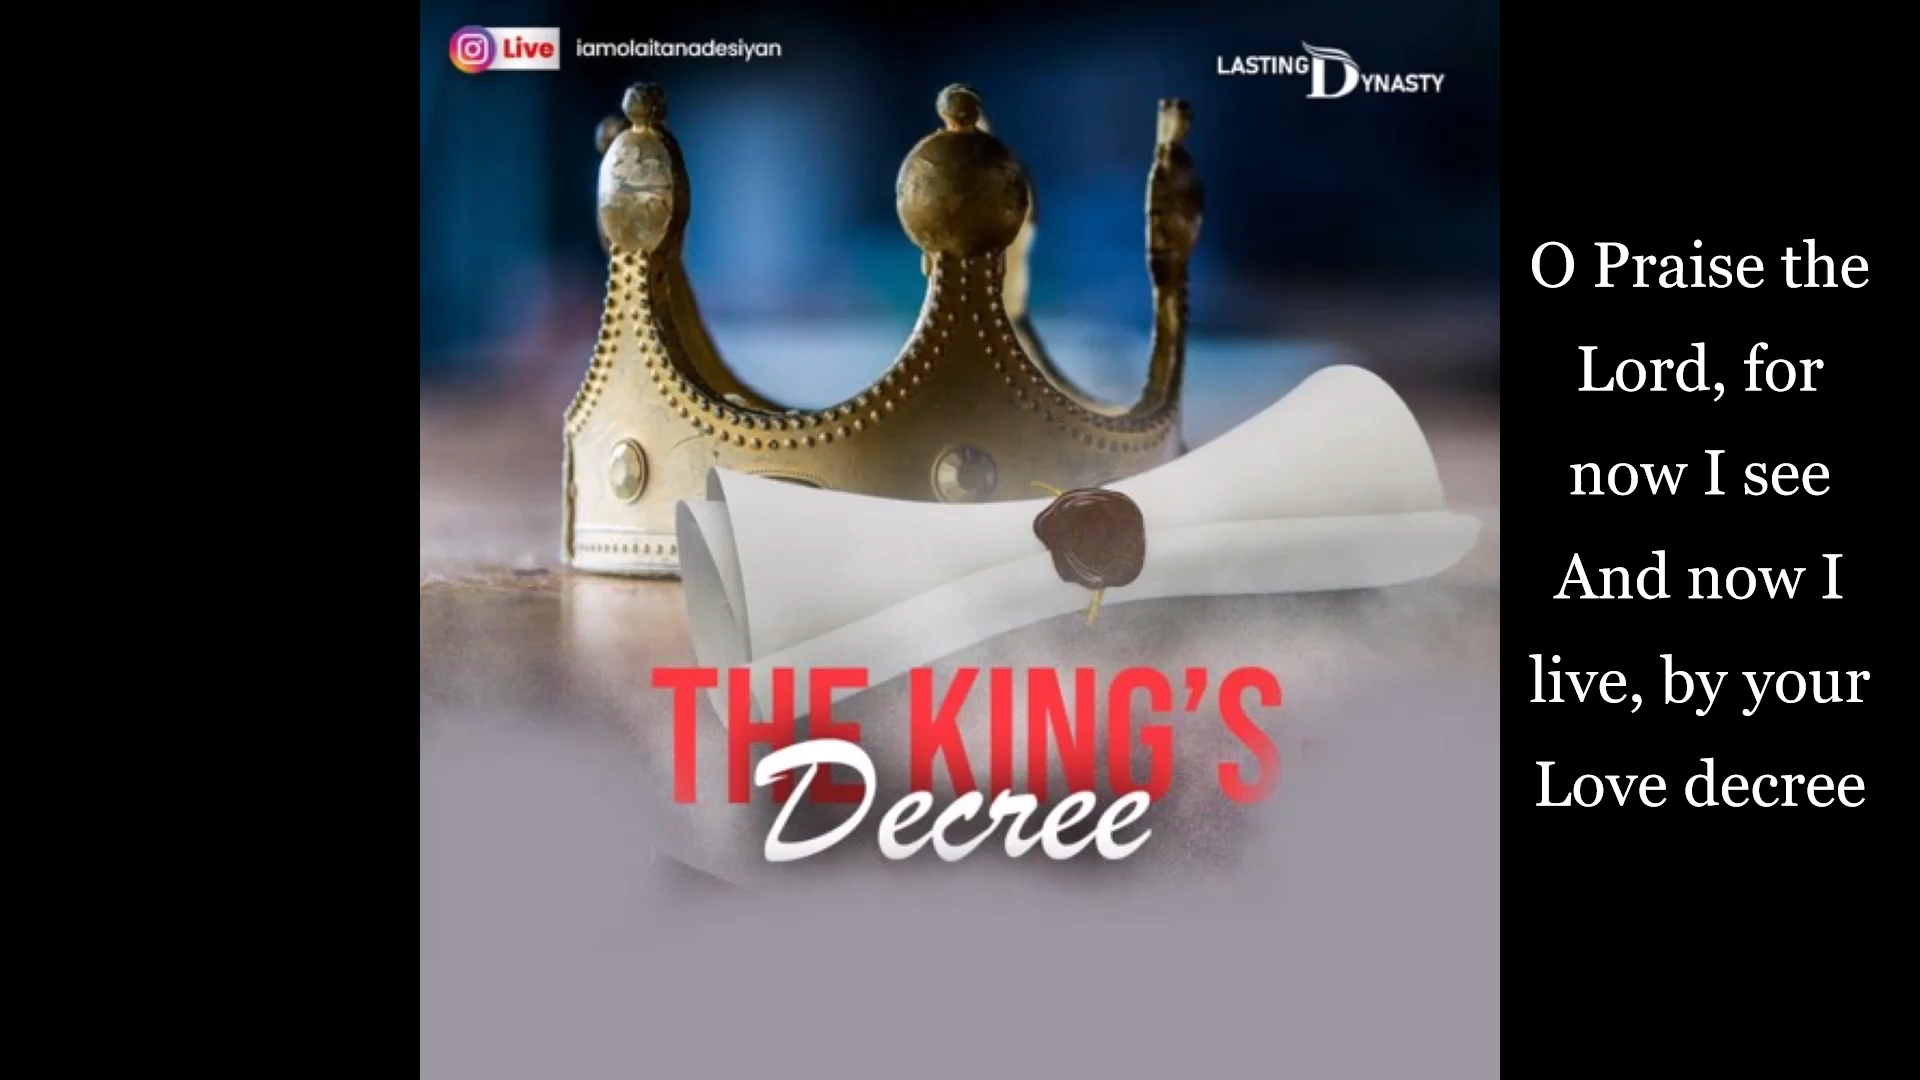 Live iamolaitanadesiyan
LASTING DYNASTY
THE KING'S
Decree
O Praise the
Lord, for
now I see
And now I
live, by your
Love decree